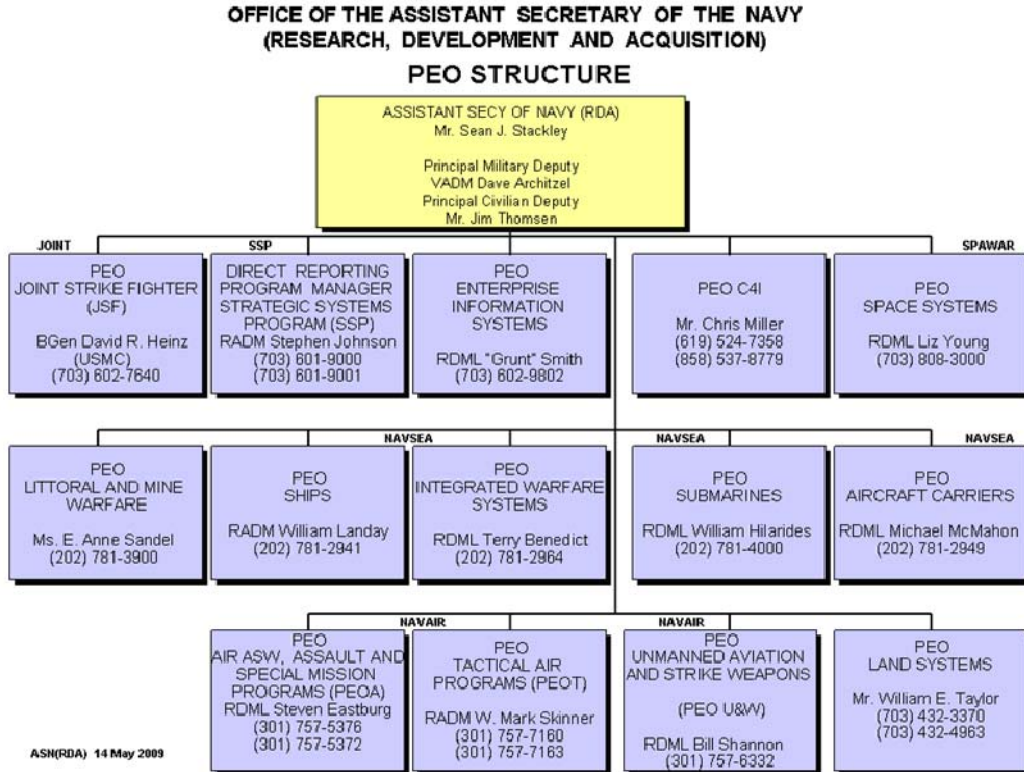 OFFICE OF THE ASSISTANT SECRETARY OF THE NAVY
(RESEARCH, DEVELOPMENT AND ACQUISITION)
PEO STRUCTURE
ASSISTANT SECY OF NAVY (RDA)
Mr. Sean J. Stackley
Principal Military Deputy
VADM Dave Architzel
Principal Civilian Deputy
Mr. Jim Thomsen
JOINT
PEO
JOINT STRIKE FIGHTER
(JSF)
BGen David R. Heinz
(USMC)
(703) 602-7640
SSP
DIRECT REPORTING
PROGRAM MANAGER
STRATEGIC SYSTEMS
PROGRAM (SSP)
RADM Stephen Johnson
(703) 601-9000
(703) 601-9001
PEO
ENTERPRISE
INFORMATION
SYSTEMS
RDML "Grunt" Smith
(703) 602-9802
PEO C4I
Mr. Chris Miller
(619) 524-7358
(858) 537-8779
SPAWAR
PEO
SPACE SYSTEMS
RDML Liz Young
(703) 808-3000
PEO
LITTORAL AND MINE
WARFARE
Ms. E. Anne Sandel
(202) 781-3900
NAVSEA
PEO
SHIPS
RADM William Landay
(202) 781-2941
PEO
INTEGRATED WARFARE
SYSTEMS
RDML Terry Benedict
(202) 781-2964
NAVSEA
PEO
SUBMARINES
RDML William Hilarides
(202) 781-4000
NAVSEA
PEO
AIRCRAFT CARRIERS
RDML Michael McMahon
(202) 781-2949
NAVAIR
PEO
AIR ASW, ASSAULT AND
SPECIAL MISSION
PROGRAMS (PEOA)
RDML Steven Eastburg
(301) 757-5376
(301) 757-5372
PEO
TACTICAL AIR
PROGRAMS (PEOT)
RADM W. Mark Skinner
(301) 757-7160
(301) 757-7163
NAVAIR
PEO
UNMANNED AVIATION
AND STRIKE WEAPONS
(PEO U&W)
RDML Bill Shannon
(301) 757-6332
PEO
LAND SYSTEMS
Mr. William E. Taylor
(703) 432-3370
(703) 432-4963
ASN(RDA) 14 May 2009